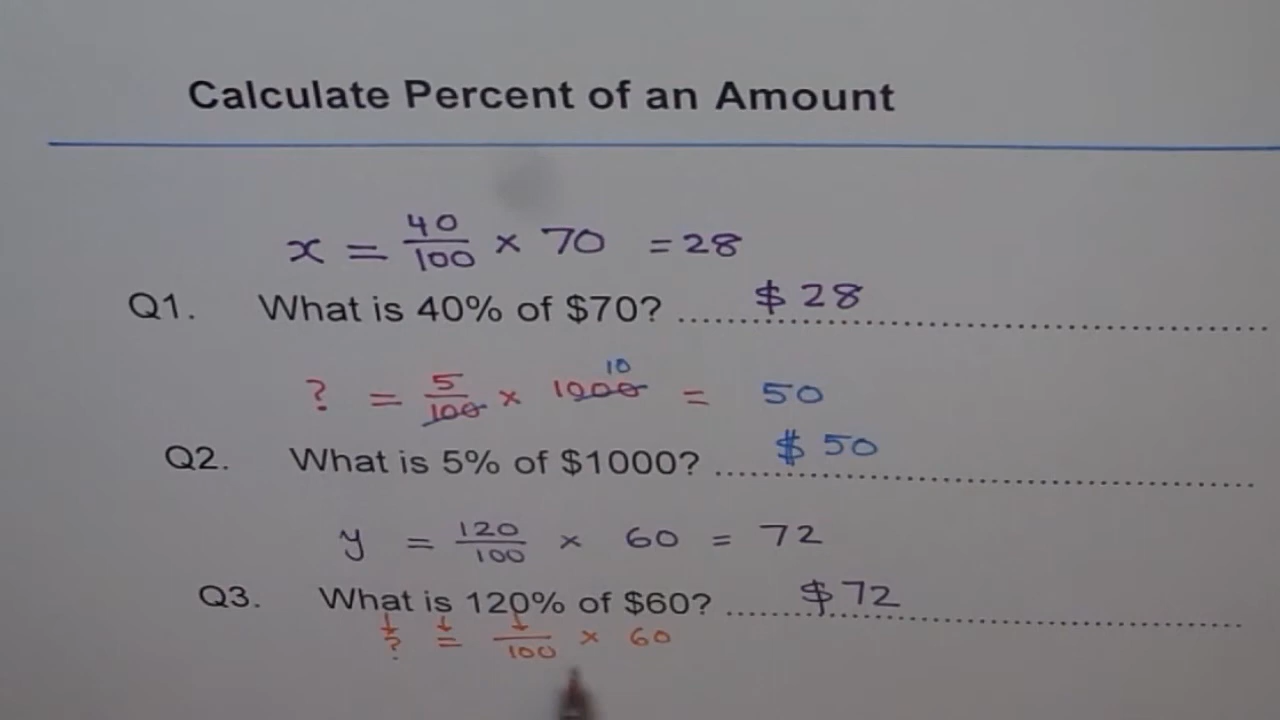 Calculate Percent of an Amount
x = 40/100 × 70 = 28
Q1. What is 40% of $70? .......... $28
? = 5/100 × 1000 10 = 50
Q2. What is 5% of $1000? .......... $50
y = 120/100 × 60 = 72
Q3. What is 120% of $60? .......... $72
? = /100 × 60